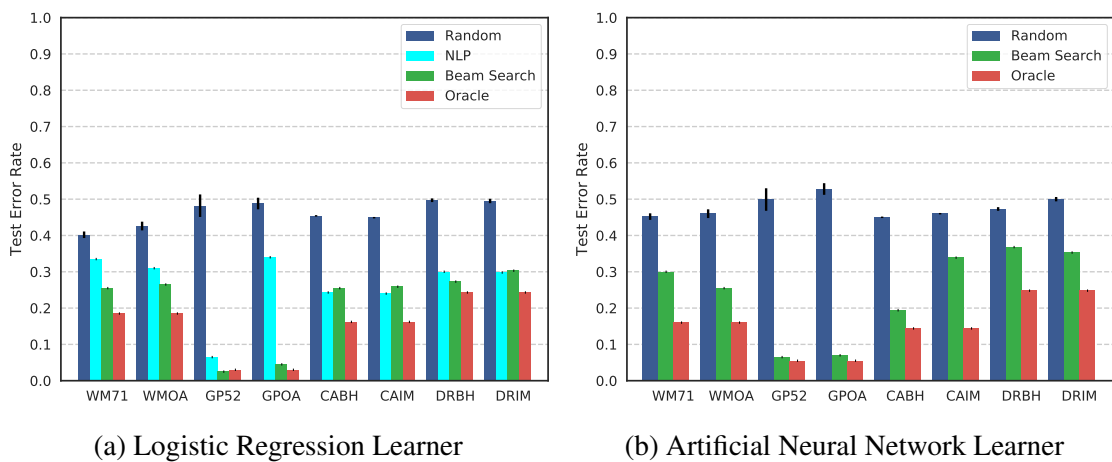 1.0
0.9
0.8
0.7
0.6
0.5
0.4
0.3
0.2
0.1
0.0
Test Error Rate
Random
NLP
Beam Search
Oracle
WM71 WMOA GP52 GPOA CABH CAIM DRBH DRIM
(a) Logistic Regression Learner
1.0
0.9
0.8
0.7
0.6
0.5
0.4
0.3
0.2
0.1
0.0
Test Error Rate
Random
Beam Search
Oracle
WM71 WMOA GP52 GPOA CABH CAIM DRBH DRIM
(b) Artificial Neural Network Learner